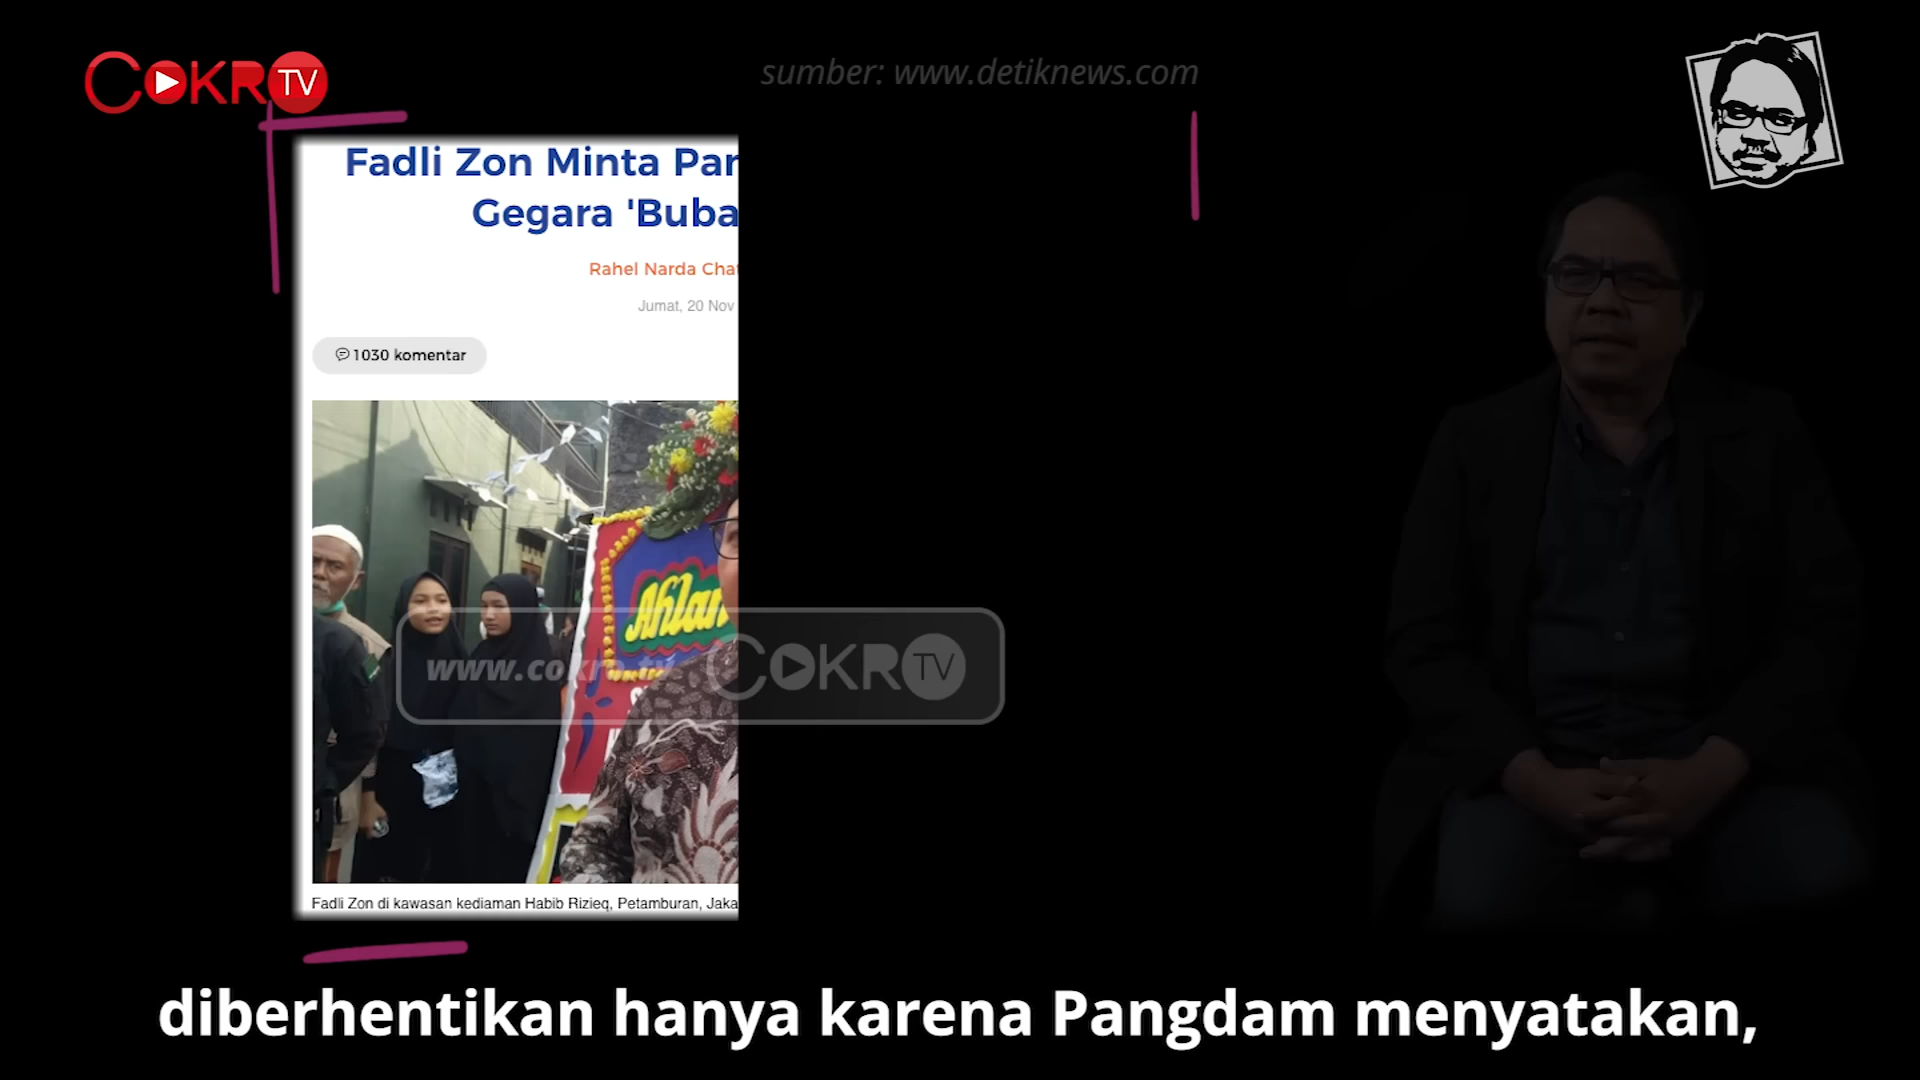 COKRO TV
sumber: www.detiknews.com
Fadli Zon Minta Par
Gegara 'Buba
Rahel Narda Chat
Jumat, 20 Nov
1030 komentar
Ahlan
www.cokro.tv
COKRO TV
Fadli Zon di kawasan kediaman Habib Rizieq, Petamburan, Jaka
diberhentikan hanya karena Pangdam menyatakan,